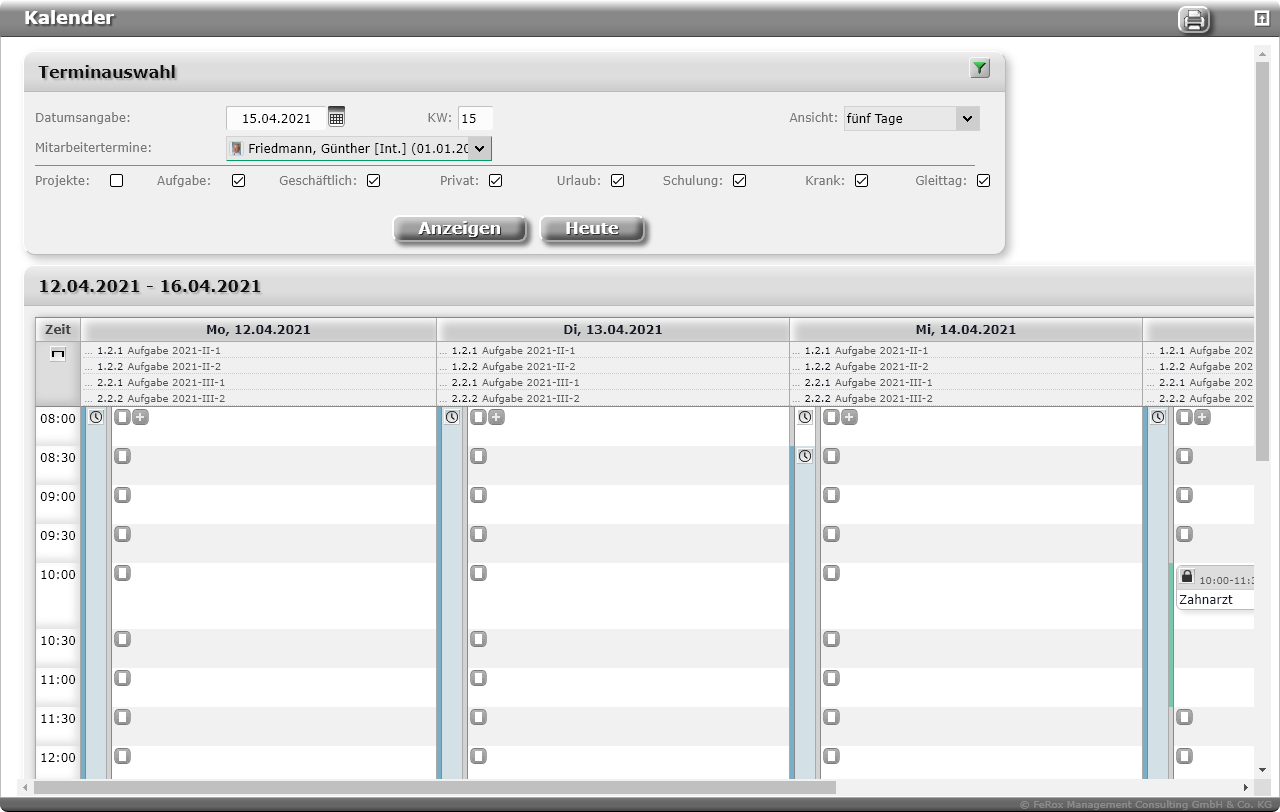 Kalender
Terminauswahl
Datumsangabe: 15.04.2021 KW: 15 Ansicht: fünf Tage
Mitarbeitertermine: Friedmann, Günther [Int.] (01.01.20
Projekte: Aufgabe: Geschäftlich: Privat: Urlaub: Schulung: Krank: Gleittag:
Anzeigen Heute
12.04.2021 - 16.04.2021
Zeit Mo, 12.04.2021 Di, 13.04.2021 Mi, 14.04.2021
... 1.2.1 Aufgabe 2021-II-1 ... 1.2.1 Aufgabe 2021-II-1 ... 1.2.1 Aufgabe 2021-II-1 ... 1.2.1 Aufgabe 202
... 1.2.2 Aufgabe 2021-II-2 ... 1.2.2 Aufgabe 2021-II-2 ... 1.2.2 Aufgabe 2021-II-2 ... 1.2.2 Aufgabe 202
... 2.2.1 Aufgabe 2021-III-1 ... 2.2.1 Aufgabe 2021-III-1 ... 2.2.1 Aufgabe 2021-III-1 ... 2.2.1 Aufgabe 202
... 2.2.2 Aufgabe 2021-III-2 ... 2.2.2 Aufgabe 2021-III-2 ... 2.2.2 Aufgabe 2021-III-2 ... 2.2.2 Aufgabe 202
08:00
08:30
09:00
09:30
10:00 10:00-11:3
Zahnarzt
10:30
11:00
11:30
12:00
© FeRox Management Consulting GmbH & Co. KG